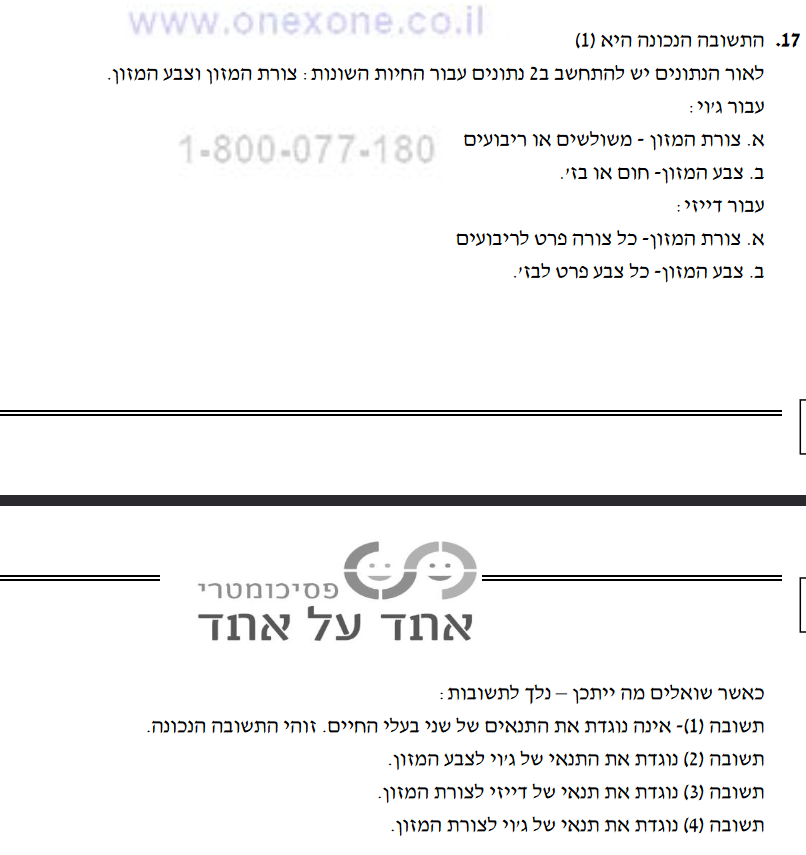 www.onexone.co.il
17. התשובה הנכונה היא (1)
לאור הנתונים יש להתחשב ב2 נתונים עבור החיות השונות: צורת המזון וצבע המזון.
עבור ג'וי:
1-800-077-180
א. צורת המזון - משולשים או ריבועים
ב. צבע המזון- חום או בז'.
עבור דייזי:
א. צורת המזון- כל צורה פרט לריבועים
ב. צבע המזון- כל צבע פרט לבז'.
פסיכומטרי
אחד על אחד
כאשר שואלים מה ייתכן – נלך לתשובות:
תשובה (1)- אינה נוגדת את התנאים של שני בעלי החיים. זוהי התשובה הנכונה.
תשובה (2) נוגדת את התנאי של ג'וי לצבע המזון.
תשובה (3) נוגדת את תנאי של דייזי לצורת המזון.
תשובה (4) נוגדת את תנאי של ג'וי לצורת המזון.